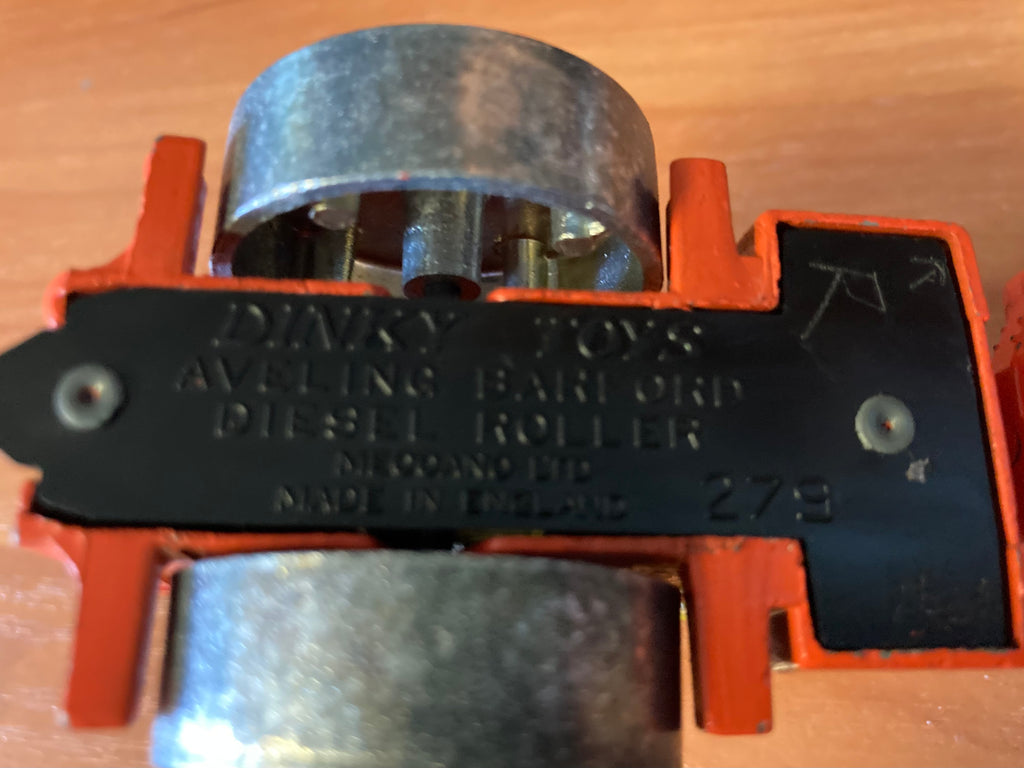 DINKY TOYS
AVELING BARFORD
DIESEL ROLLER
MECCANO LTD
MADE IN ENGLAND
279
R
R